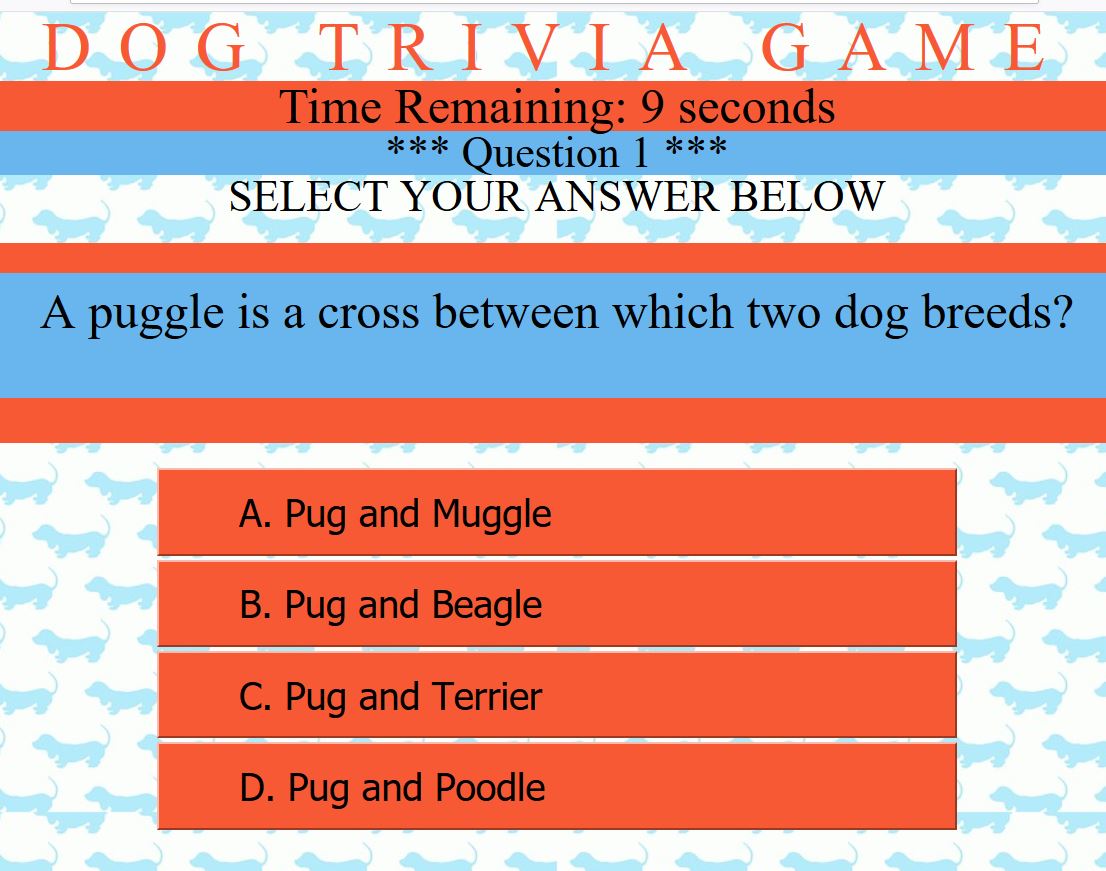 DOG TRIVIA GAME
Time Remaining: 9 seconds
*** Question 1 ***
SELECT YOUR ANSWER BELOW
A puggle is a cross between which two dog breeds?
A. Pug and Muggle
B. Pug and Beagle
C. Pug and Terrier
D. Pug and Poodle